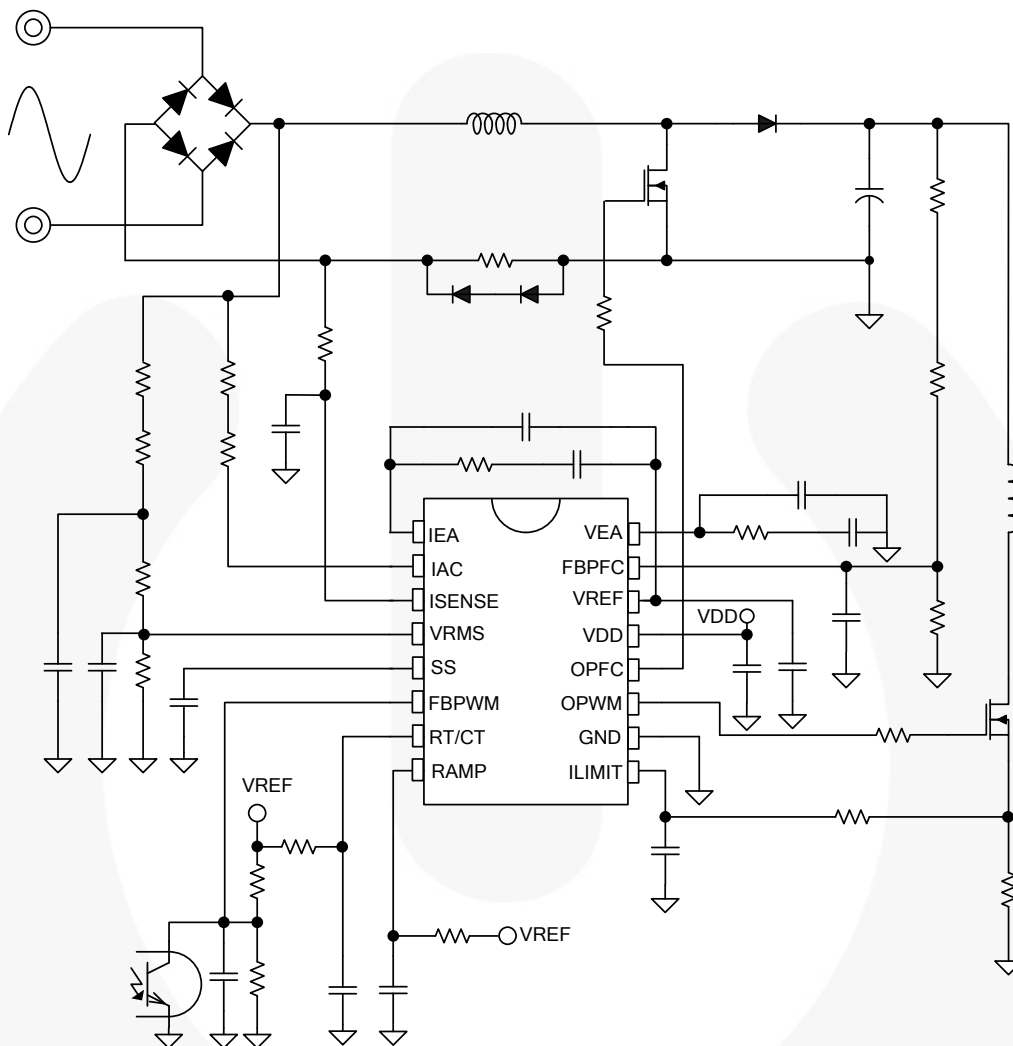 IEA
IAC
ISENSE
VRMS
SS
FBPWM
RT/CT
RAMP
VEA
FBPFC
VREF
VDD
OPFC
OPWM
GND
ILIMIT
VDD
VREF
VREF